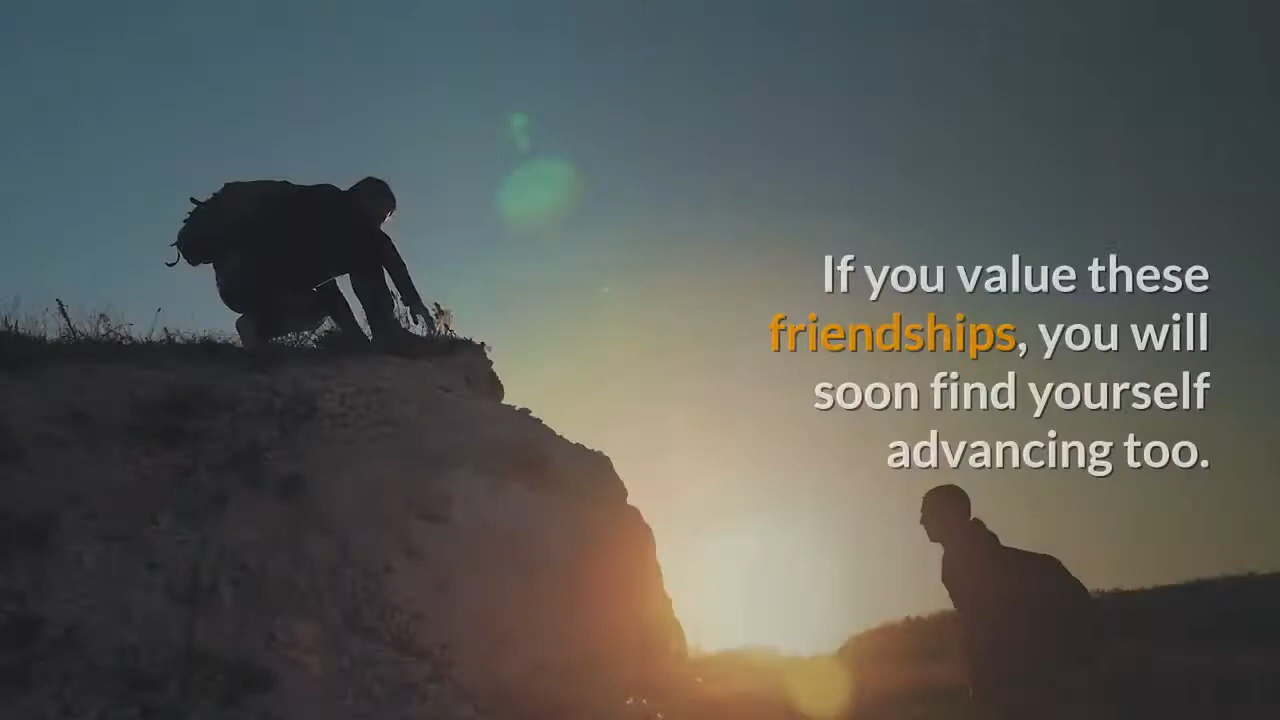 If you value these
friendships, you will
soon find yourself
advancing too.